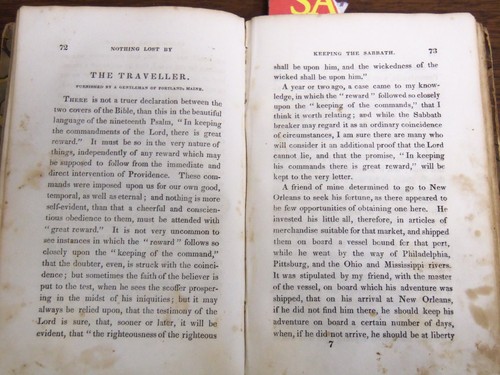 SA
72
NOTHING LOST BY
THE TRAVELLER.
FURNISHED BY A GENTLEMAN OF PORTLAND, MAINE.
THERE is not a truer declaration between the
two covers of the Bible, than this in the beautiful
language of the nineteenth Psalm, "In keeping
the commandments of the Lord, there is great
reward." It must be so in the very nature of
things, independently of any reward which may
be supposed to follow from the immediate and
direct intervention of Providence. These com-
mands were imposed upon us for our own good,
temporal, as well as eternal; and nothing is more
self-evident, than that a cheerful and conscien-
tious obedience to them, must be attended with
"great reward." It is not very uncommon to
see instances in which the "reward" follows so
closely upon the "keeping of the command,"
that the doubter, even, is struck with the coinci-
dence; but sometimes the faith of the believer is
put to the test, when he sees the scoffer prosper-
ing in the midst of his iniquities; but it may
always be relied upon, that the testimony of the
Lord is sure, that, sooner or later, it will be
evident, that "the righteousness of the righteous
KEEPING THE SABBATH.
73
shall be upon him, and the wickedness of the
wicked shall be upon him."
A year or two ago, a case came to my know-
ledge, in which the "reward" followed so closely
upon the "keeping of the commands," that I
think it worth relating; and while the Sabbath
breaker may regard it as an ordinary coincidence
of circumstances, I am sure there are many who
will consider it an additional proof that the Lord
cannot lie, and that the promise, "In keeping
his commands there is great reward," will be
kept to the very letter.
A friend of mine determined to go to New
Orleans to seek his fortune, as there appeared to
be few opportunities of obtaining one here. He
invested his little all, therefore, in articles of
merchandise suitable for that market, and shipped
them on board a vessel bound for that port,
while he went by the way of Philadelphia,
Pittsburg, and the Ohio and Mississippi rivers.
It was stipulated by my friend, with the master
of the vessel, on board which his adventure was
shipped, that on his arrival at New Orleans,
if he did not find him there, he should keep his
adventure on board a certain number of days,
when, if he did not arrive, he should be at liberty
7